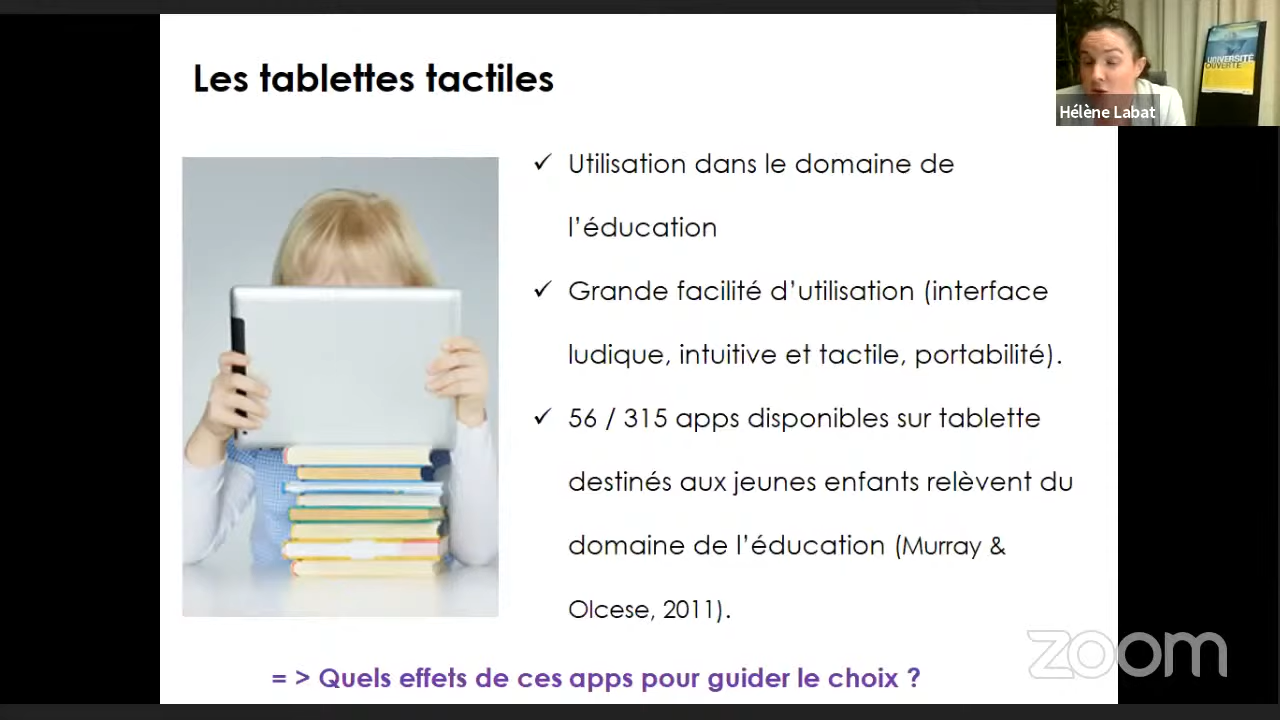 Les tablettes tactiles
UNIVERSITÉ
OUVERTE
Hélène Labat
✓ Utilisation dans le domaine de
l’éducation
✓ Grande facilité d’utilisation (interface
ludique, intuitive et tactile, portabilité).
✓ 56 / 315 apps disponibles sur tablette
destinés aux jeunes enfants relèvent du
domaine de l’éducation (Murray &
Olcese, 2011).
= > Quels effets de ces apps pour guider le choix ?
zoom